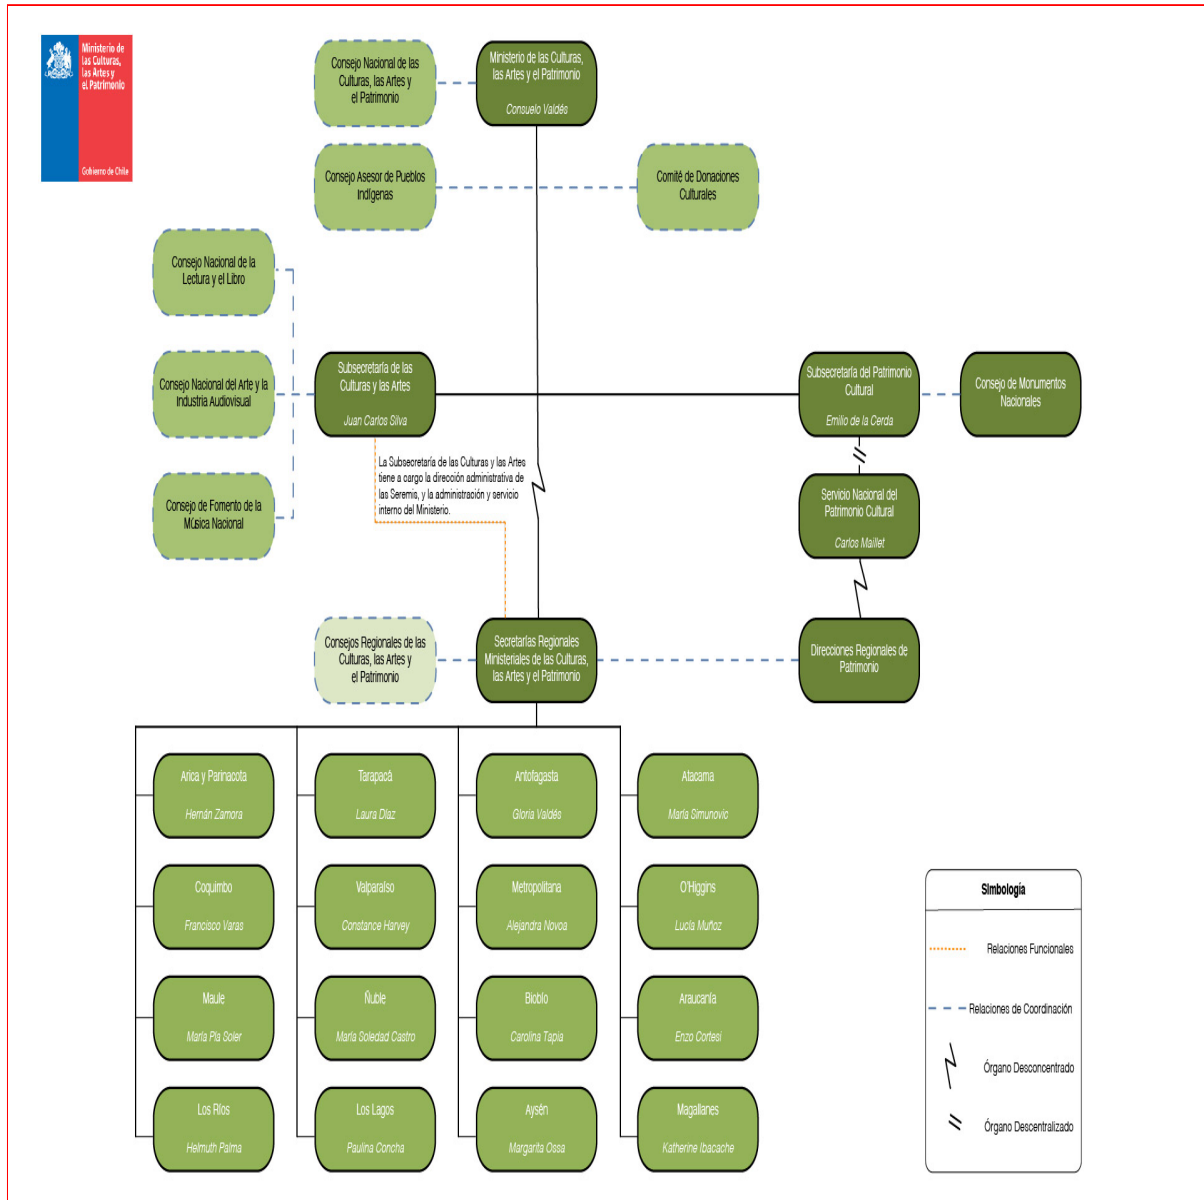 Ministerio de
las Culturas,
las Artes y
el Patrimonio
Gobierno de Chile
Consejo Nacional de las
Culturas, las Artes y
el Patrimonio
Ministerio de las Culturas,
las Artes y el Patrimonio
Consuelo Valdés
Consejo Asesor de Pueblos
Indígenas
Comité de Donaciones
Culturales
Consejo Nacional de la
Lectura y el Libro
Consejo Nacional del Arte y la
Industria Audiovisual
Consejo de Fomento de la
Música Nacional
Subsecretaría de las
Culturas y las Artes
Juan Carlos Silva
Subsecretaría del Patrimonio
Cultural
Emilio de la Cerda
Consejo de Monumentos
Nacionales
La Subsecretaría de las Culturas y las Artes
tiene a cargo la dirección administrativa de
las Seremis, y la administración y servicio
interno del Ministerio.
Servicio Nacional del
Patrimonio Cultural
Carlos Maillet
Consejos Regionales de las
Culturas, las Artes y
el Patrimonio
Secretarías Regionales
Ministeriales de las Culturas,
las Artes y el Patrimonio
Direcciones Regionales de
Patrimonio
Arica y Parinacota
Hernán Zamora
Tarapacá
Laura Díaz
Antofagasta
Gloria Valdés
Atacama
María Simunovic
Coquimbo
Francisco Varas
Valparaíso
Constance Harvey
Metropolitana
Alejandra Novoa
O'Higgins
Lucía Muñoz
Maule
María Pía Soler
Ñuble
María Soledad Castro
Biobío
Carolina Tapia
Araucanía
Enzo Cortesi
Los Ríos
Helmuth Palma
Los Lagos
Paulina Concha
Aysén
Margarita Ossa
Magallanes
Katherine Ibacache
Simbología
Relaciones Funcionales
Relaciones de Coordinación
Órgano Desconcentrado
Órgano Descentralizado